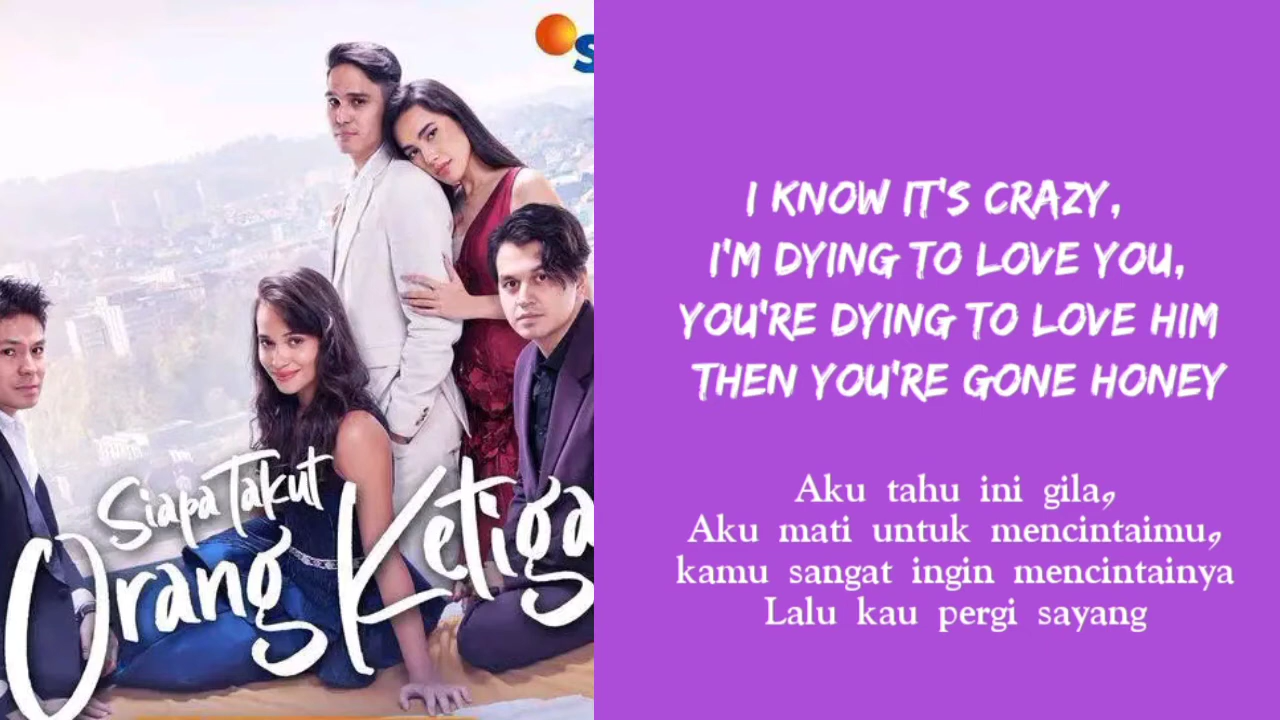 S
Siapa Takut
Orang Ketiga
I KNOW IT'S CRAZY,
I'M DYING TO LOVE YOU,
YOU'RE DYING TO LOVE HIM
THEN YOU'RE GONE HONEY
Aku tahu ini gila,
Aku mati untuk mencintaimu,
kamu sangat ingin mencintainya
Lalu kau pergi sayang